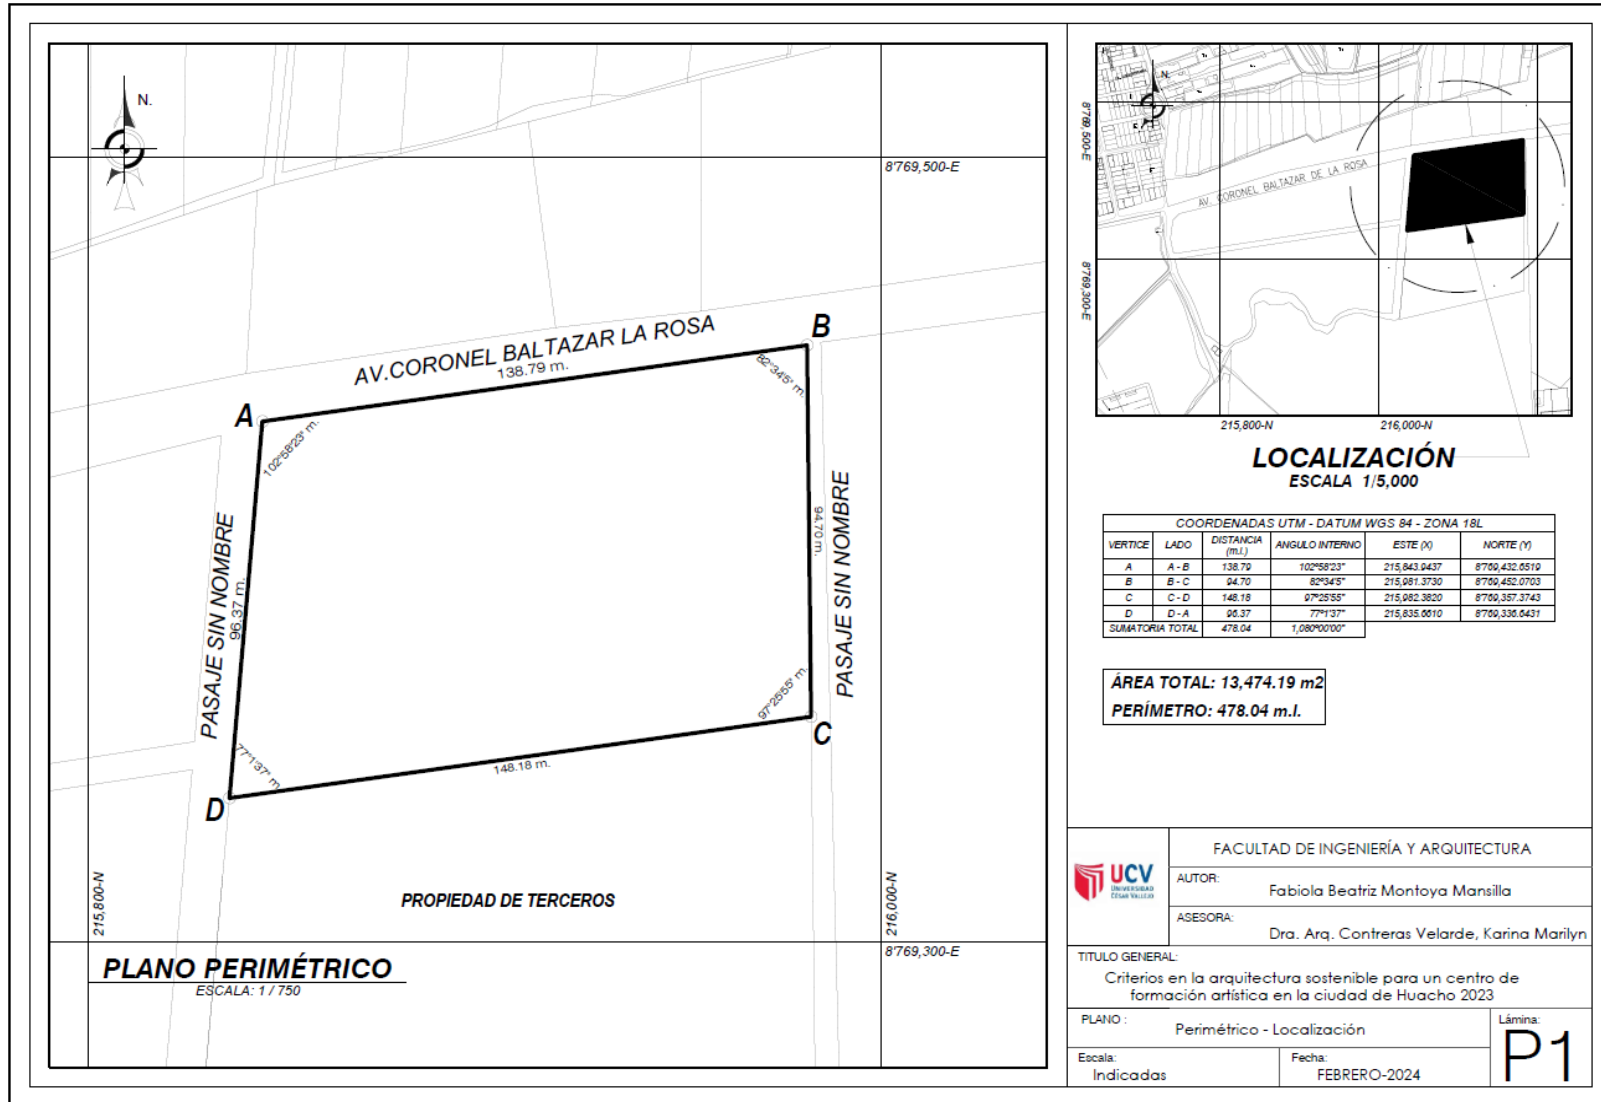 N.
8'769,500-E
AV.CORONEL BALTAZAR LA ROSA
138.79 m.
A
B
102°58'23" m.
82°34'5" m.
PASAJE SIN NOMBRE
96.37 m.
94.70 m.
PASAJE SIN NOMBRE
77°1'37" m.
97°25'55" m.
148.18 m.
C
D
PROPIEDAD DE TERCEROS
215,800-N
216,000-N
8'769,300-E
PLANO PERIMÉTRICO
ESCALA: 1 / 750
N.
8'769,500-E
AV. CORONEL BALTAZAR DE LA ROSA
8'769,300-E
215,800-N
216,000-N
LOCALIZACIÓN
ESCALA 1/5,000
COORDENADAS UTM - DATUM WGS 84 - ZONA 18L
VERTICE LADO DISTANCIA (m.l.) ANGULO INTERNO ESTE (X) NORTE (Y)
A A - B 138.79 102°58'23" 215,843.9437 8'769,432.6519
B B - C 94.70 82°34'5" 215,981.3730 8'769,452.0703
C C - D 148.18 97°25'55" 215,982.3820 8'769,357.3743
D D - A 96.37 77°1'37" 215,835.6610 8'769,336.6431
SUMATORIA TOTAL 478.04 1,080°00'00"
ÁREA TOTAL: 13,474.19 m2
PERÍMETRO: 478.04 m.l.
UCV
UNIVERSIDAD
CÉSAR VALLEJO
FACULTAD DE INGENIERÍA Y ARQUITECTURA
AUTOR:
Fabiola Beatriz Montoya Mansilla
ASESORA:
Dra. Arq. Contreras Velarde, Karina Marilyn
TITULO GENERAL:
Criterios en la arquitectura sostenible para un centro de
formación artística en la ciudad de Huacho 2023
PLANO :
Perimétrico - Localización
Lámina:
P1
Escala:
Indicadas
Fecha:
FEBRERO-2024